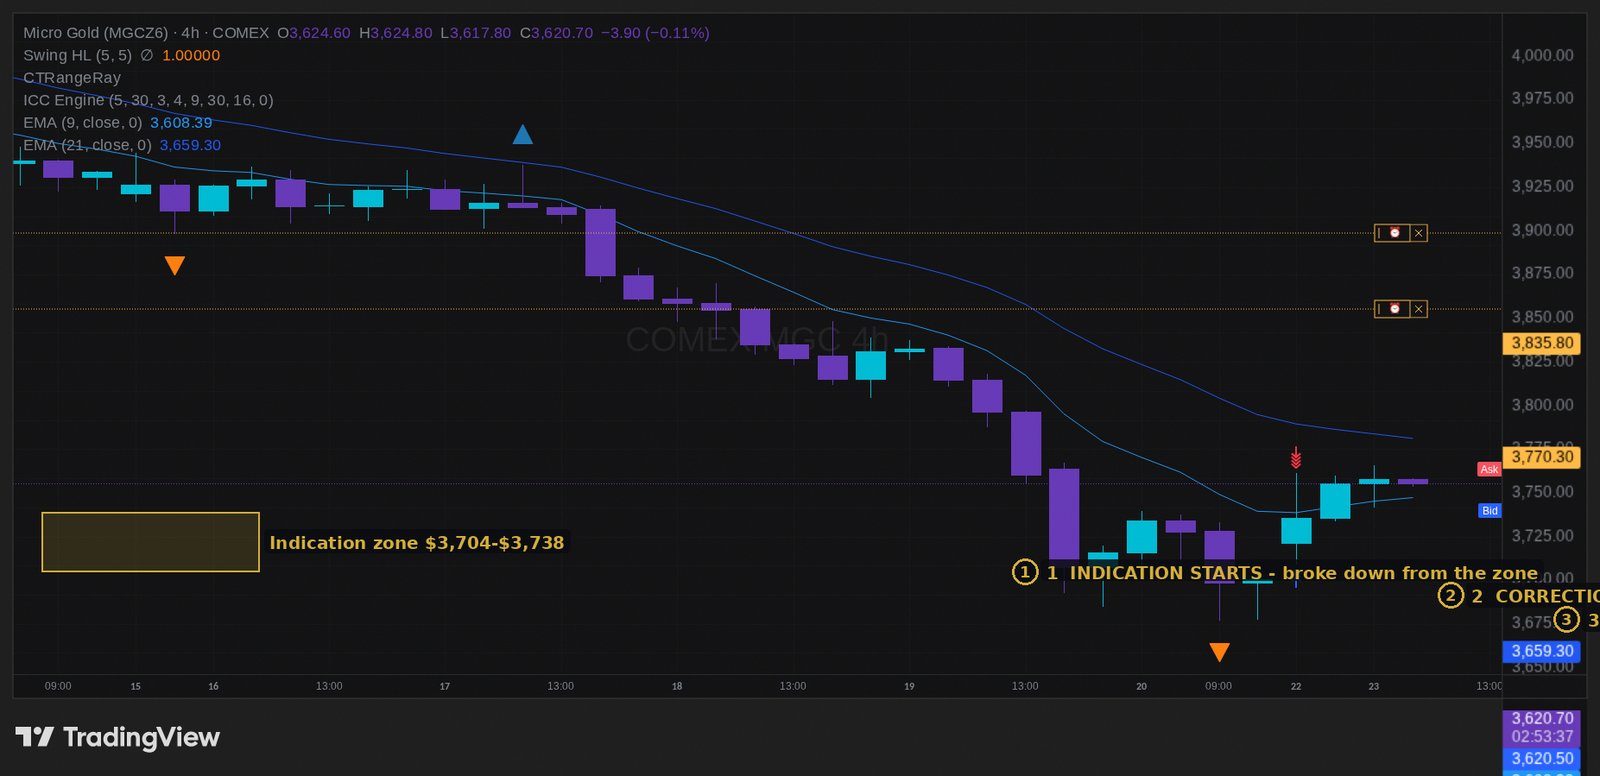 Micro Gold (MGCZ6) · 4h · COMEX O3,624.60 H3,624.80 L3,617.80 C3,620.70 −3.90 (−0.11%)
Swing HL (5, 5) ∅ 1.00000
CTRangeRay
ICC Engine (5, 30, 3, 4, 9, 30, 16, 0)
EMA (9, close, 0) 3,608.39
EMA (21, close, 0) 3,659.30
4,000.00
3,975.00
3,950.00
3,925.00
3,900.00
3,875.00
3,850.00
3,835.80
3,825.00
3,800.00
3,775.00
3,770.30
3,750.00
3,725.00
3,675
3,659.30
3,650.00
COMEX:MGC 4h
Ask
Bid
Indication zone $3,704-$3,738
1 1 INDICATION STARTS - broke down from the zone
2 2 CORRECTIO
3 3
09:00 15 16 13:00 17 13:00 18 13:00 19 13:00 20 09:00 22 23 13:00
TradingView
3,620.70
02:53:37
3,620.50